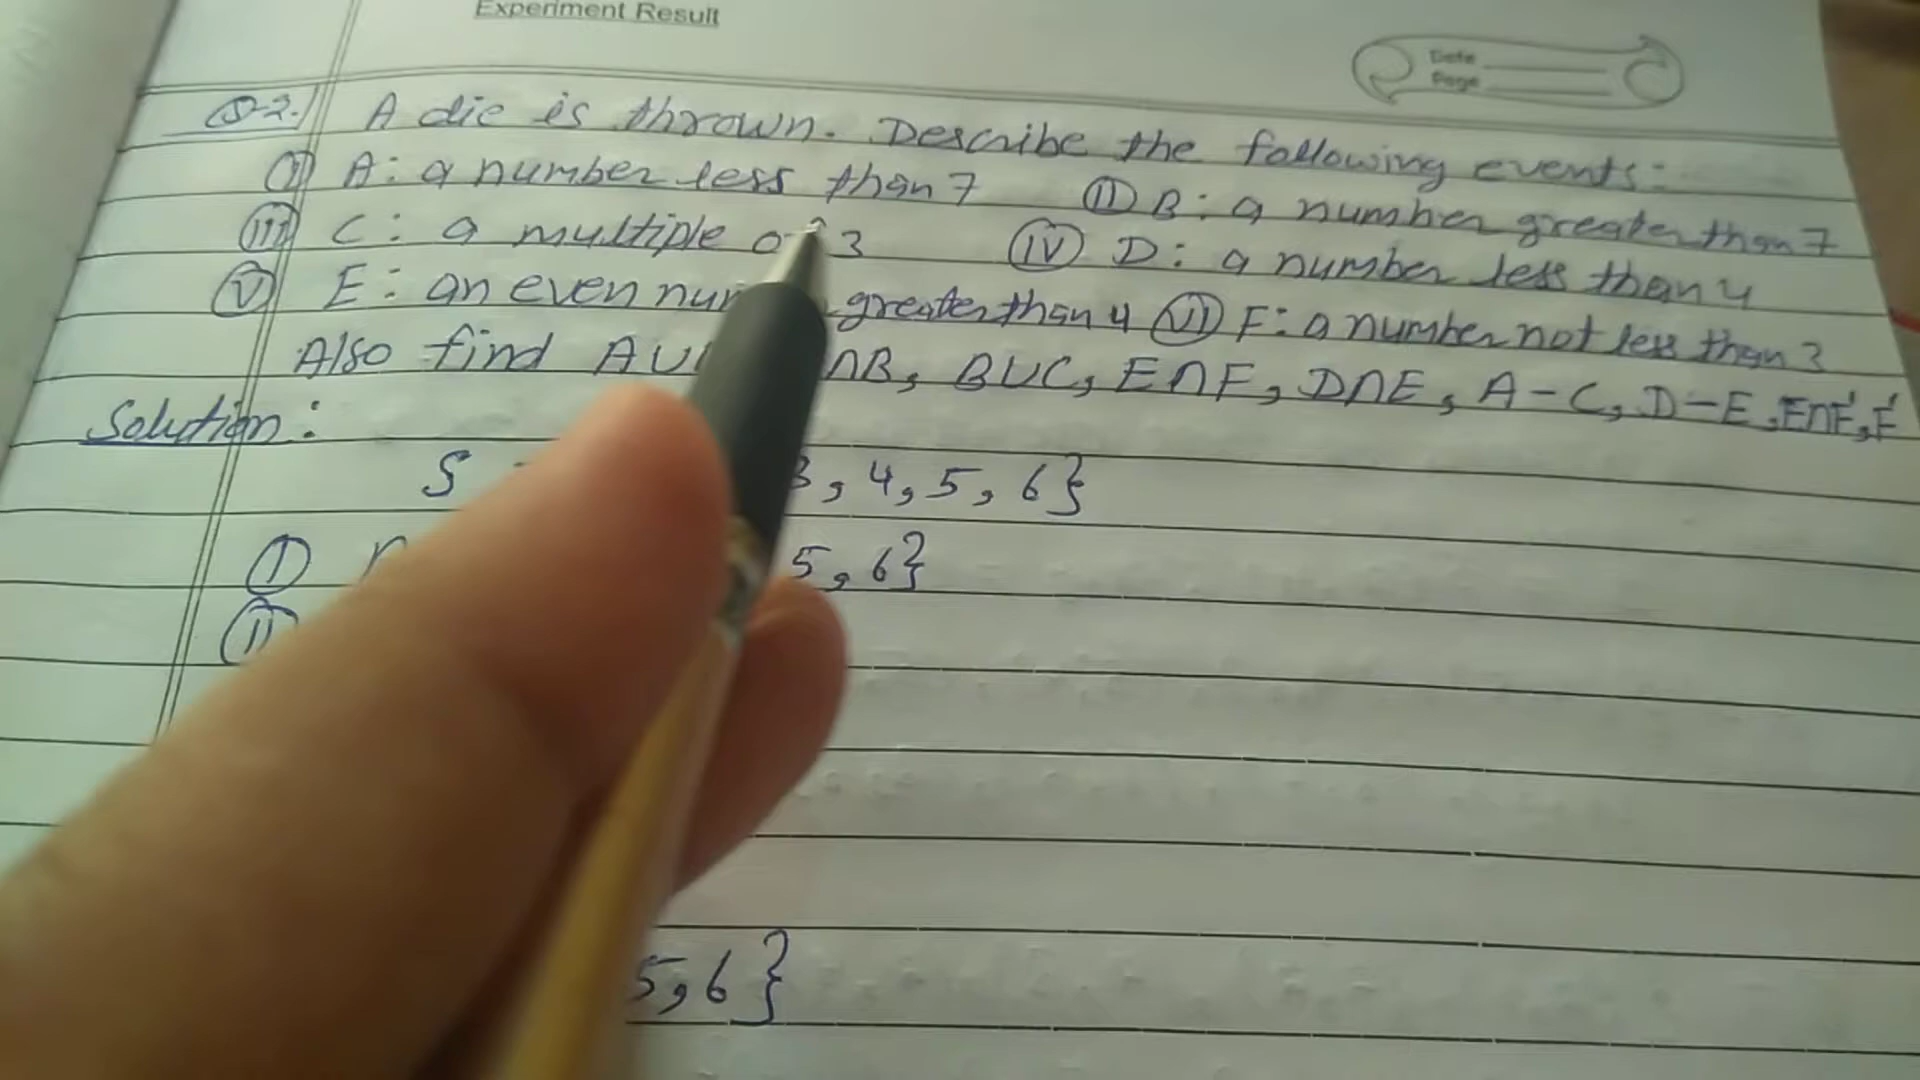 Experiment Result
Date
Page
Q-2. A die is thrown. Describe the following events:
(I) A: a number less than 7 (II) B: a number greater than 7
(III) C: a multiple of 3 (IV) D: a number less than 4
(V) E: an even greater than 4 (VI) F: a number not less than 3
Also find ∩B, BUC, E∩F, D∩E, A-C, D-E, E∩F', F'
Solution:
S 3, 4, 5, 6}
(I) 5, 6}
(II)
5, 6}